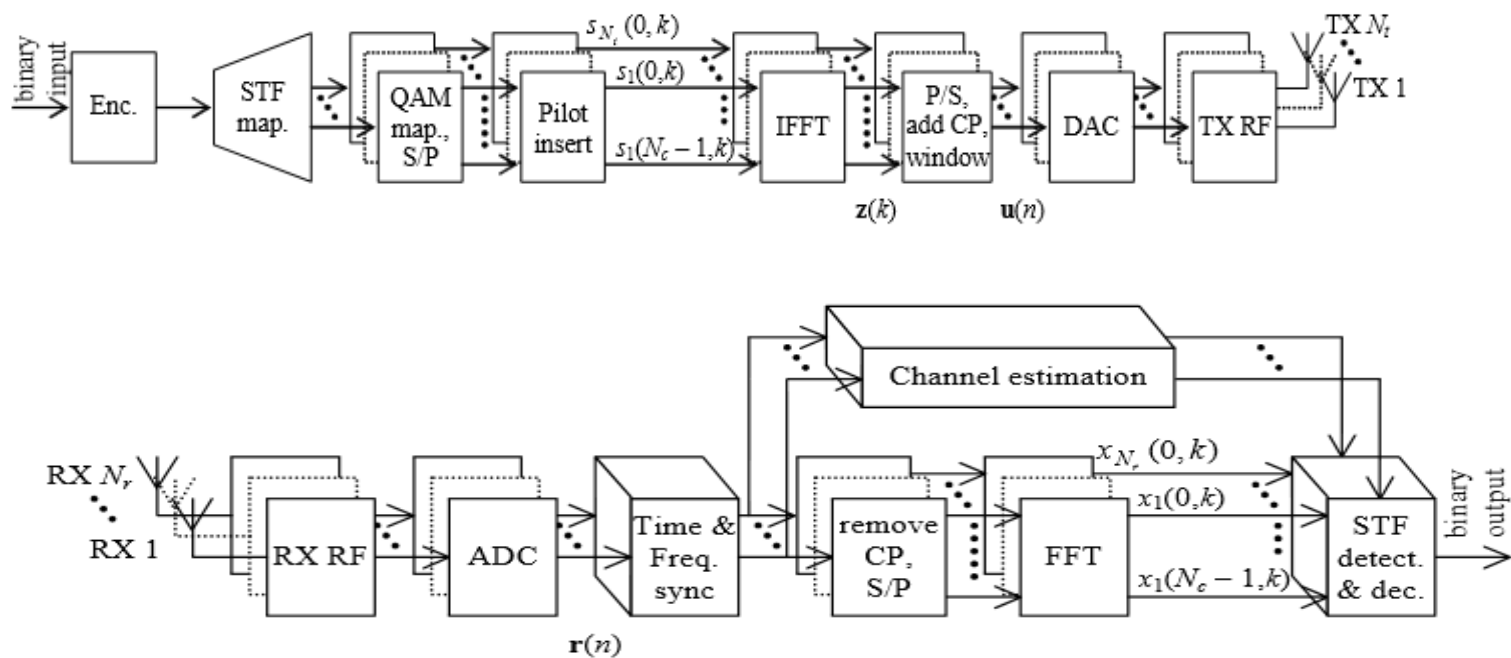 binary
input
Enc.
STF
map.
QAM
map.,
S/P
Pilot
insert
s_{N_t}(0,k)
s_1(0,k)
s_1(N_c − 1,k)
IFFT
z(k)
P/S,
add CP,
window
u(n)
DAC
TX RF
TX N_t
TX 1
RX N_r
RX 1
RX RF
ADC
r(n)
Time &
Freq.
sync
Channel estimation
remove
CP,
S/P
FFT
x_{N_r}(0,k)
x_1(0,k)
x_1(N_c − 1,k)
STF
detect.
& dec.
binary
output